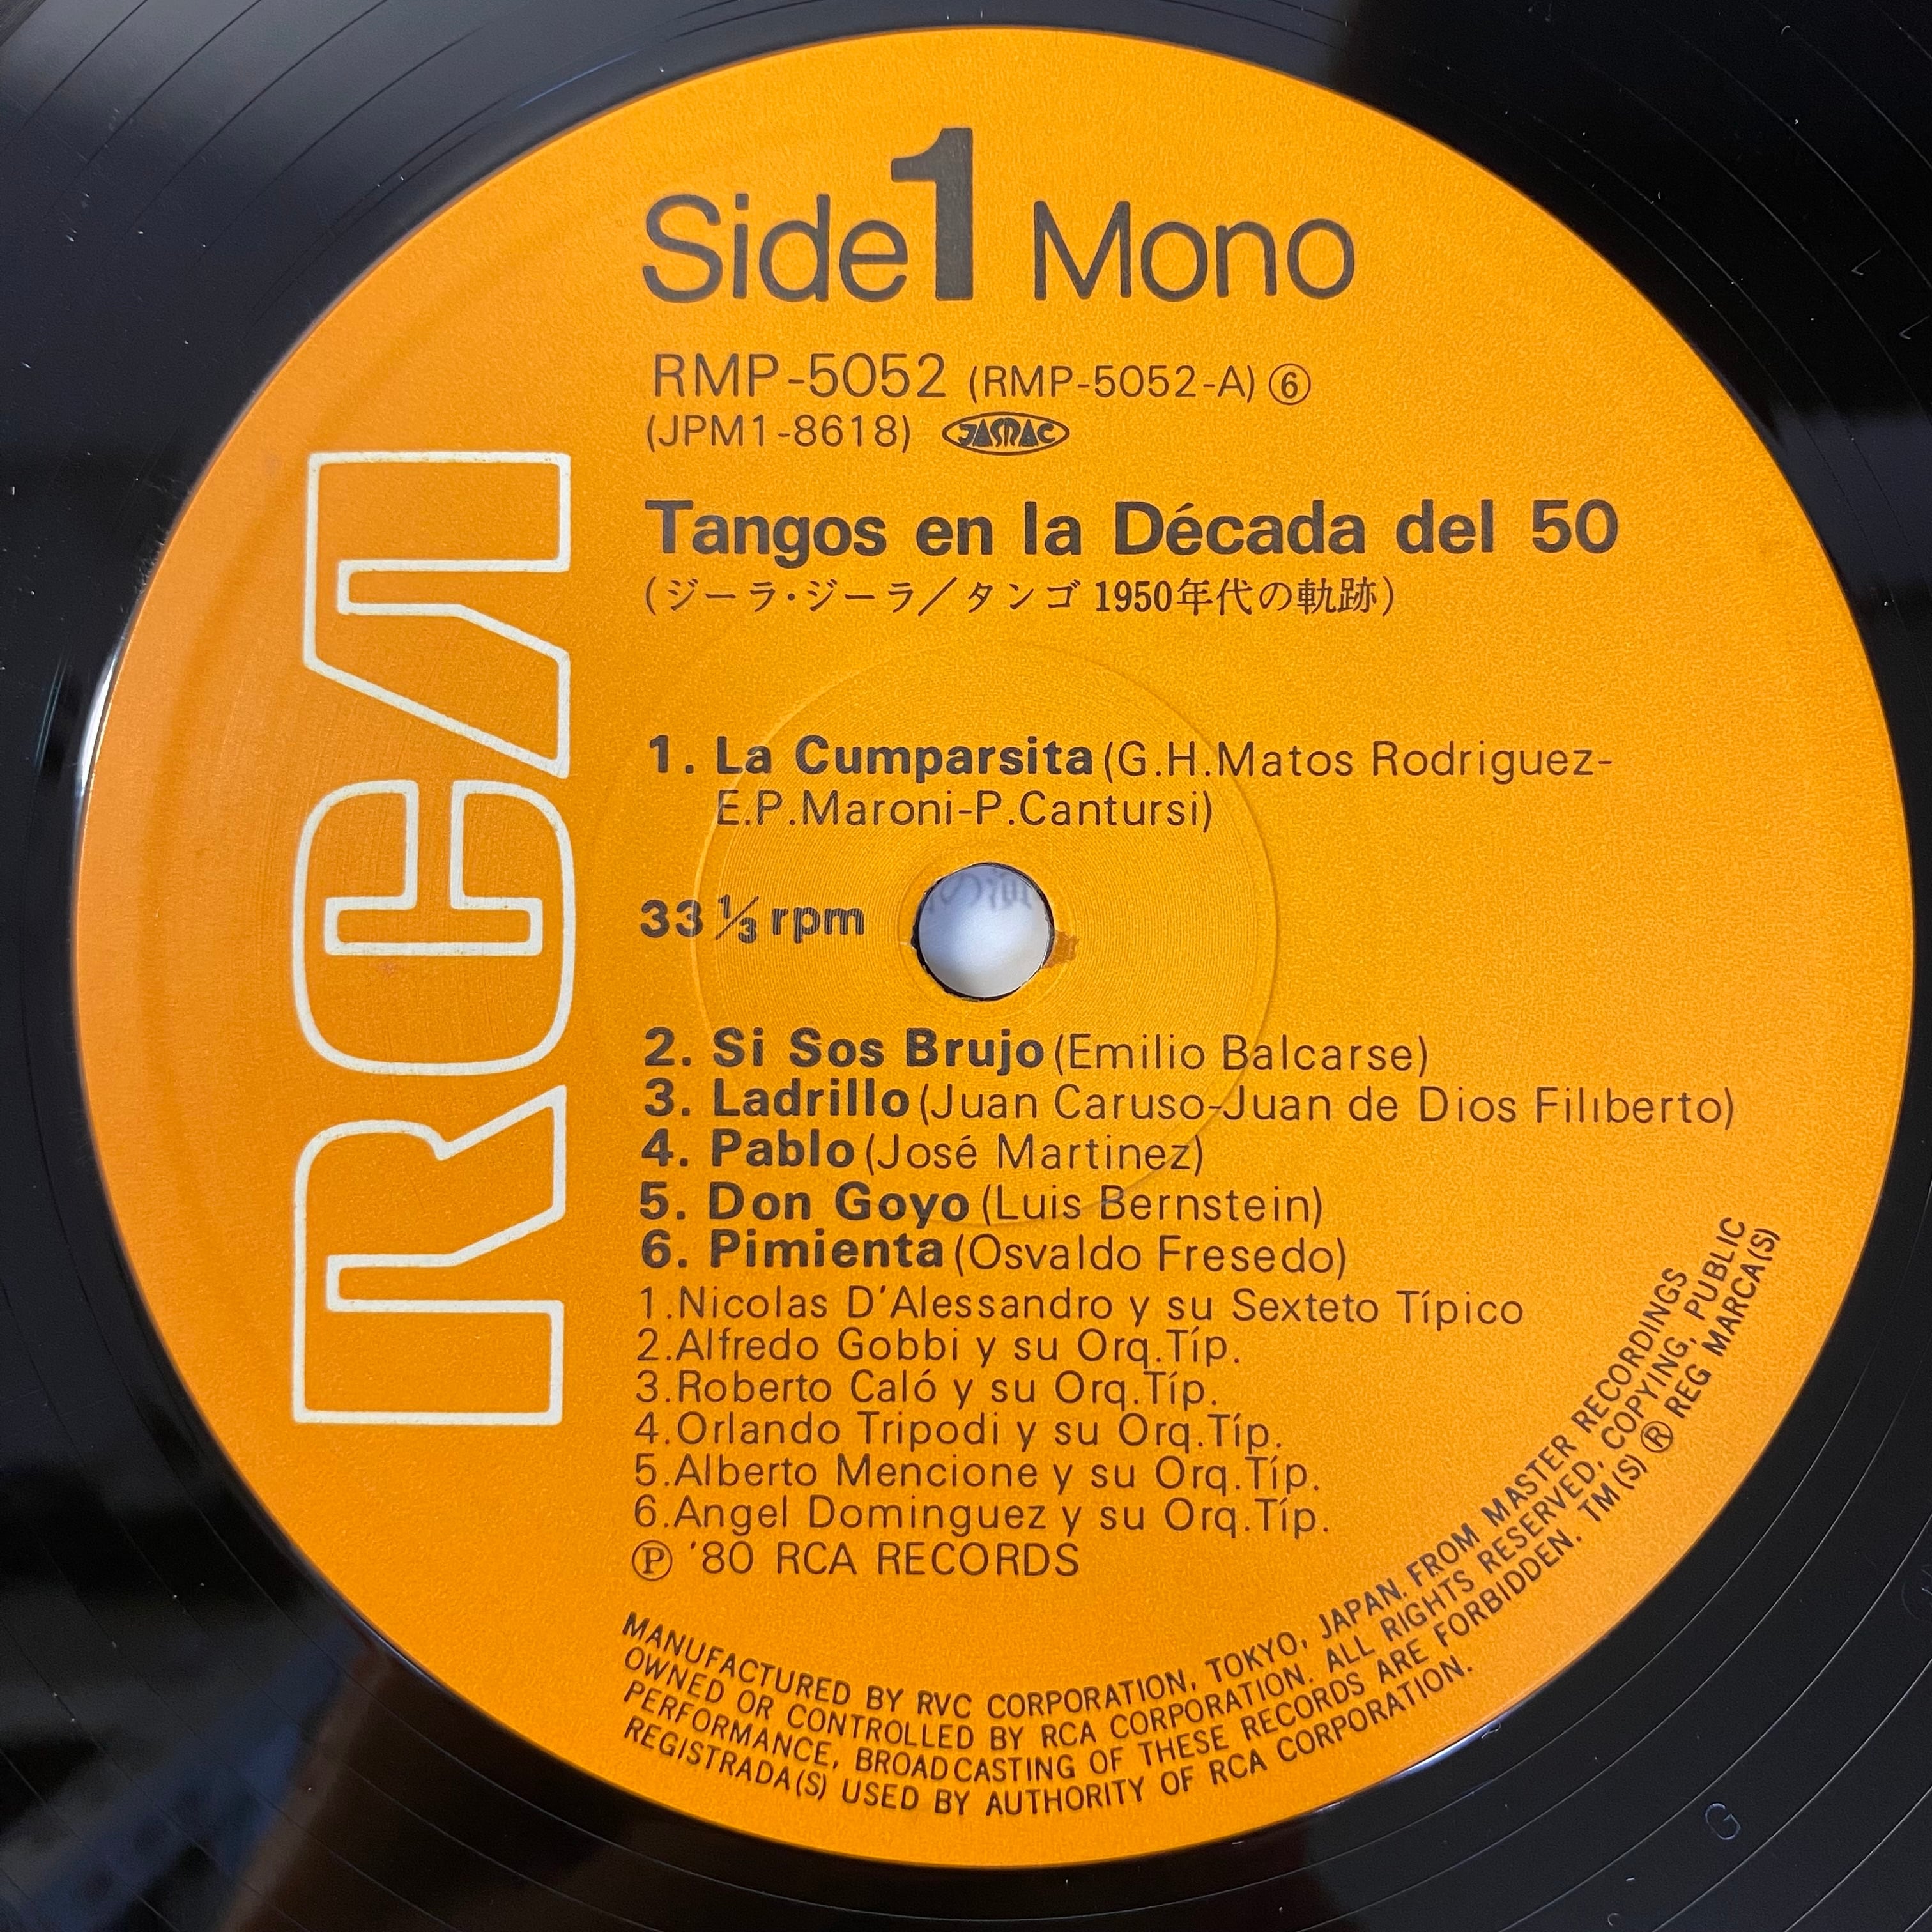 Side 1 Mono
RMP-5052 (RMP-5052-A) ⑥
(JPM1-8618) JASRAC
Tangos en la Década del 50
(ジーラ・ジーラ/タンゴ 1950年代の軌跡)
RCA
1. La Cumparsita (G.H.Matos Rodriguez-
E.P.Maroni-P.Cantursi)
33 1/3 rpm
2. Si Sos Brujo (Emilio Balcarse)
3. Ladrillo (Juan Caruso-Juan de Dios Filiberto)
4. Pablo (José Martinez)
5. Don Goyo (Luis Bernstein)
6. Pimienta (Osvaldo Fresedo)
1.Nicolas D'Alessandro y su Sexteto Típico
2.Alfredo Gobbi y su Orq.Típ.
3.Roberto Caló y su Orq.Típ.
4.Orlando Tripodi y su Orq.Típ.
5.Alberto Mencione y su Orq.Típ.
6.Angel Dominguez y su Orq.Típ.
Ⓟ '80 RCA RECORDS
MANUFACTURED BY RVC CORPORATION, TOKYO, JAPAN. FROM MASTER RECORDINGS
OWNED OR CONTROLLED BY RCA CORPORATION. ALL RIGHTS RESERVED, COPYING, PUBLIC
PERFORMANCE, BROADCASTING OF THESE RECORDS ARE FORBIDDEN. TM(S) ® REG MARCA(S)
REGISTRADA(S) USED BY AUTHORITY OF RCA CORPORATION.
G